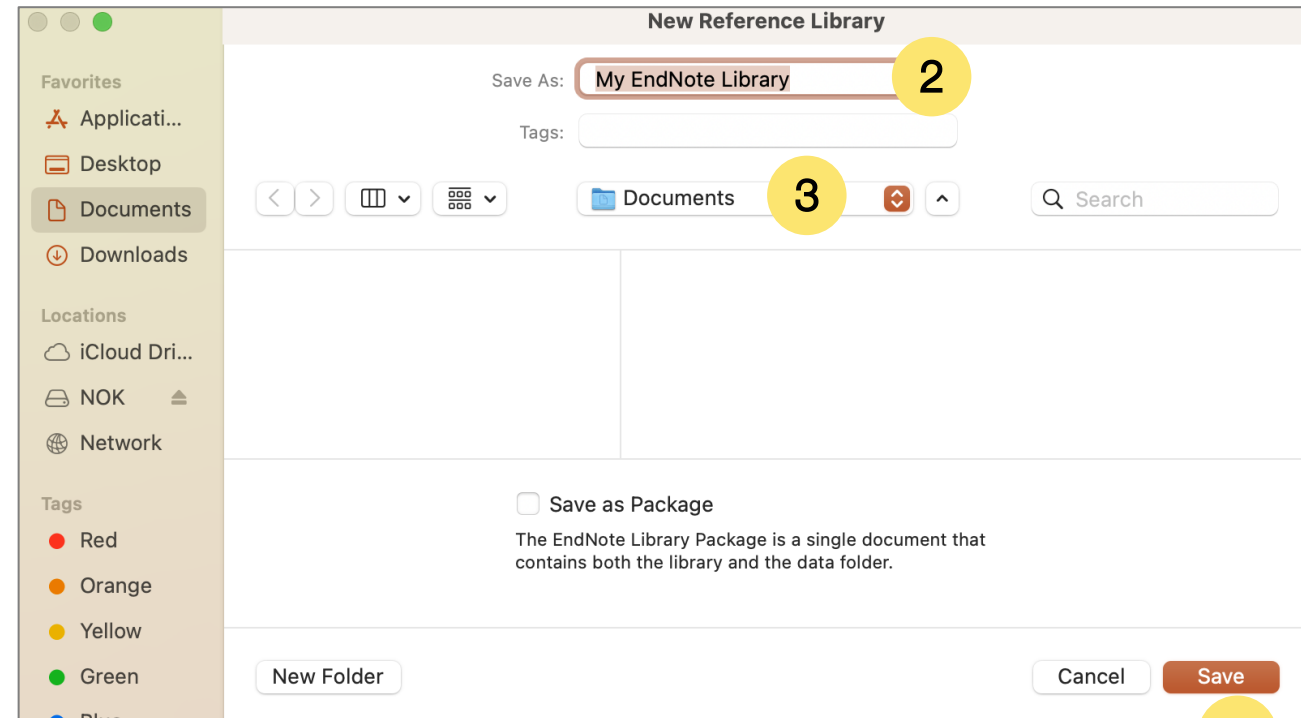 New Reference Library
Favorites
Applicati...
Desktop
Documents
Downloads
Locations
iCloud Dri...
NOK
Network
Tags
Red
Orange
Yellow
Green
Save As: My EndNote Library 2
Tags:
Documents 3
Search
Save as Package
The EndNote Library Package is a single document that
contains both the library and the data folder.
New Folder
Cancel
Save